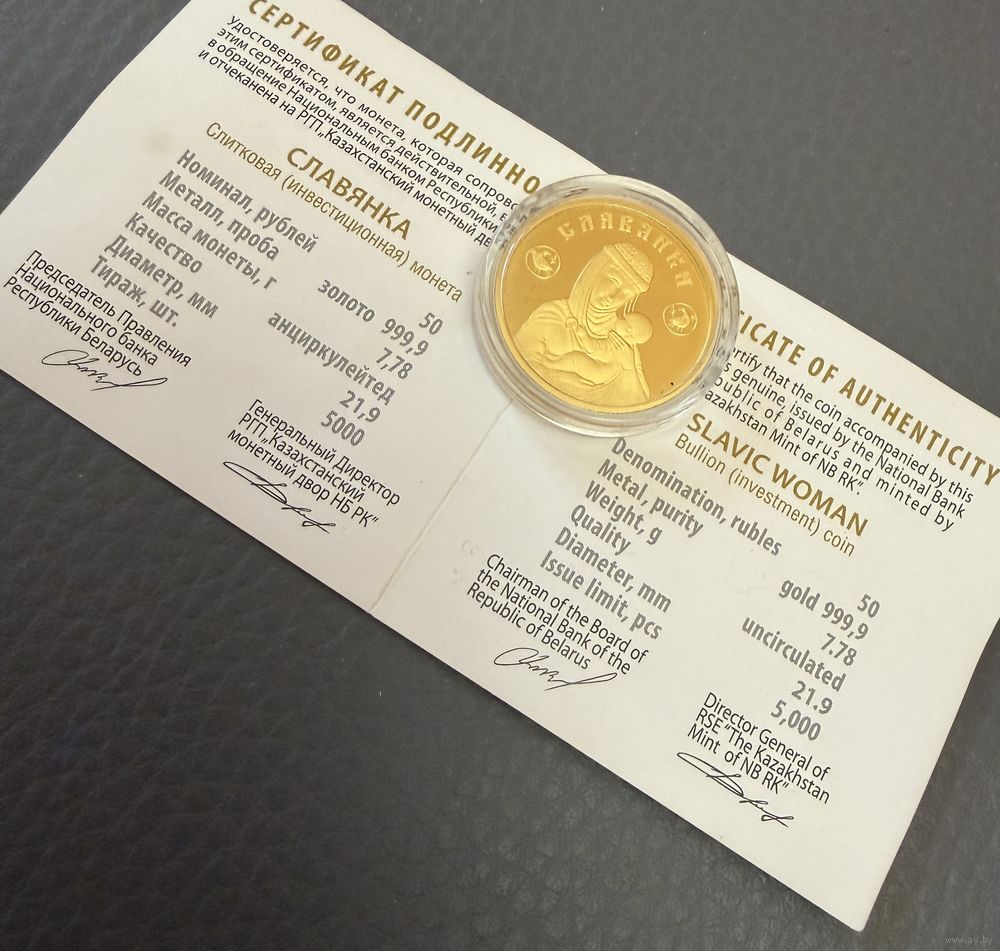 СЕРТИФИКАТ ПОДЛИННО
Удостоверяется, что монета, которая
этим сертификатом, является действительной,
в обращение Национальным банком Республики
и отчеканена на РГП „Казахстанский монетный
СЛАВЯНКА
Слитковая (инвестиционная) монета
Номинал, рублей 50
Металл, проба золото 999,9
Масса монеты, г 7,78
Качество анциркулейтед
Диаметр, мм 21,9
Тираж, шт. 5000
Председатель Правления
Национального банка
Республики Беларусь
Генеральный Директор
РГП „Казахстанский
монетный двор НБ РК"
СЛАВЯНКА
TICATE OF AUTHENTICITY
that the coin accompanied by this
genuine, issued by the National Bank
of Belarus and minted by
Mint of NB RK".
SLAVIC WOMAN
Bullion (investment) coin
Denomination, rubles 50
Metal, purity gold 999,9
Weight, g 7.78
Quality uncirculated
Diameter, mm 21.9
Issue limit, pcs 5,000
Chairman of the Board of
the National Bank of the
Republic of Belarus
Director General of
RSE "The Kazakhstan
Mint of NB RK"
www.ay.by